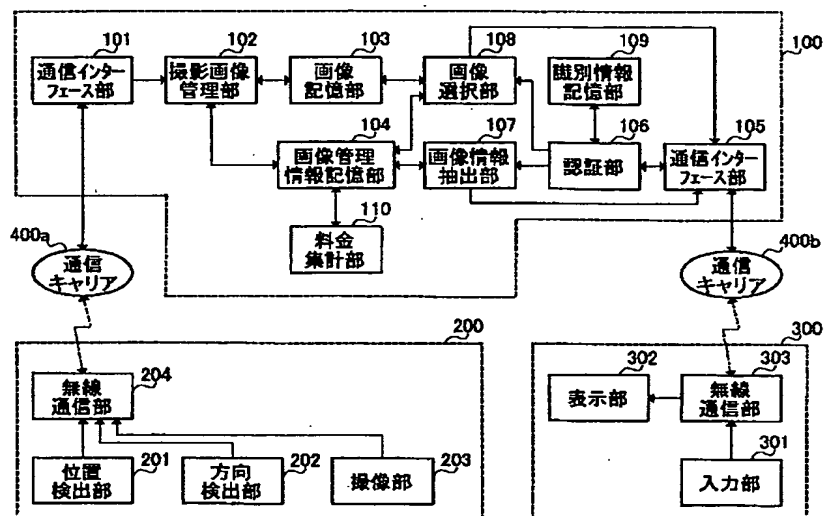 101
通信インター
フェース部
102
撮影画像
管理部
103
画像
記憶部
108
画像
選択部
109
識別情報
記憶部
100
104
画像管理
情報記憶部
107
画像情報
抽出部
106
認証部
105
通信インター
フェース部
110
料金
集計部
400a
通信
キャリア
400b
通信
キャリア
200
204
無線
通信部
201
位置
検出部
202
方向
検出部
203
撮像部
300
302
表示部
303
無線
通信部
301
入力部